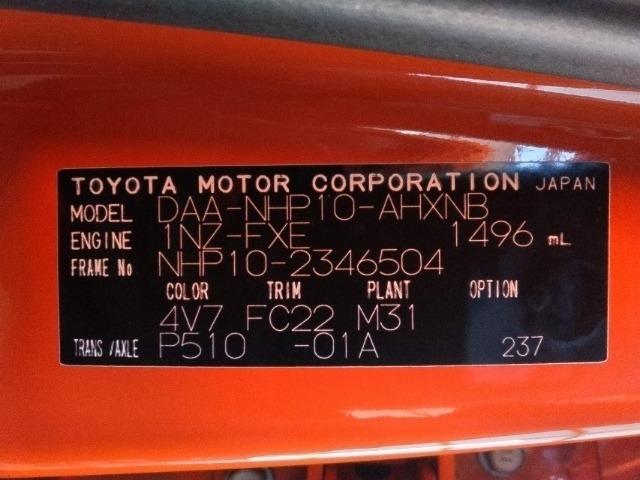 TOYOTA MOTOR CORPORATION JAPAN
MODEL DAA-NHP10-AHXNB
ENGINE 1NZ-FXE 1496 mL
FRAME No NHP10-2346504
COLOR TRIM PLANT OPTION
4V7 FC22 M31
TRANS/AXLE P510 -01A 237